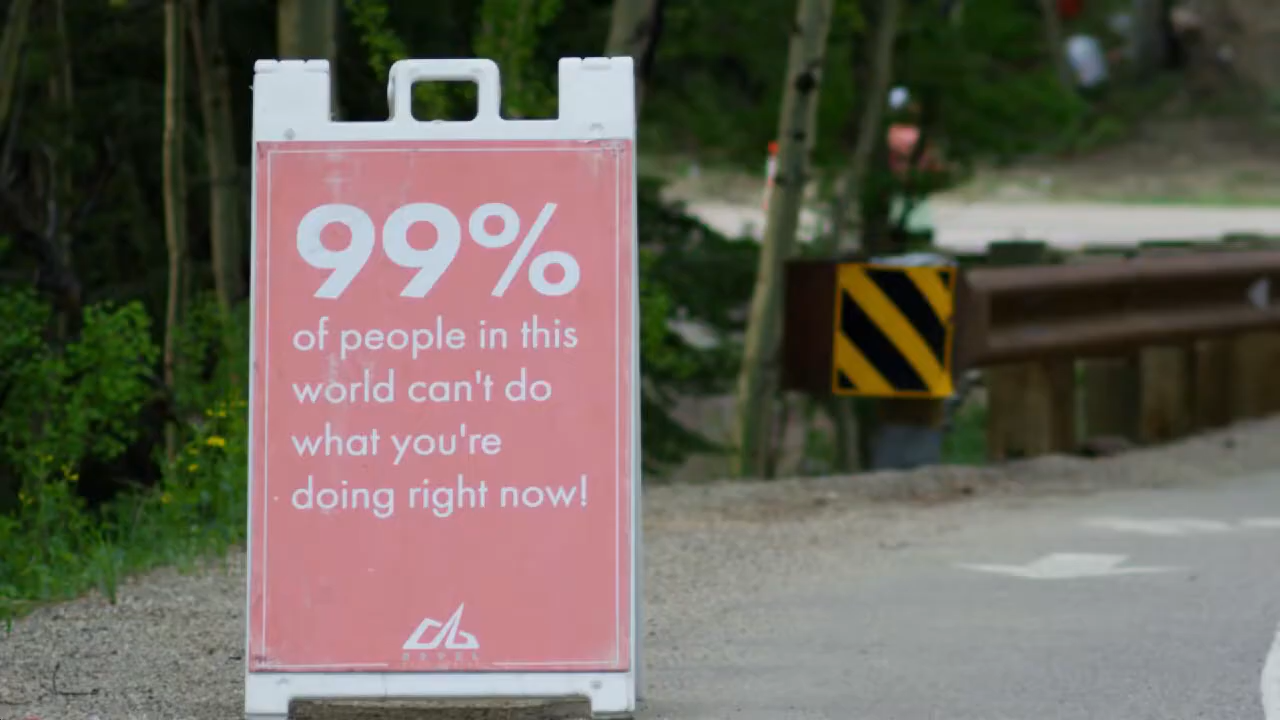 99%
of people in this
world can't do
what you're
doing right now!